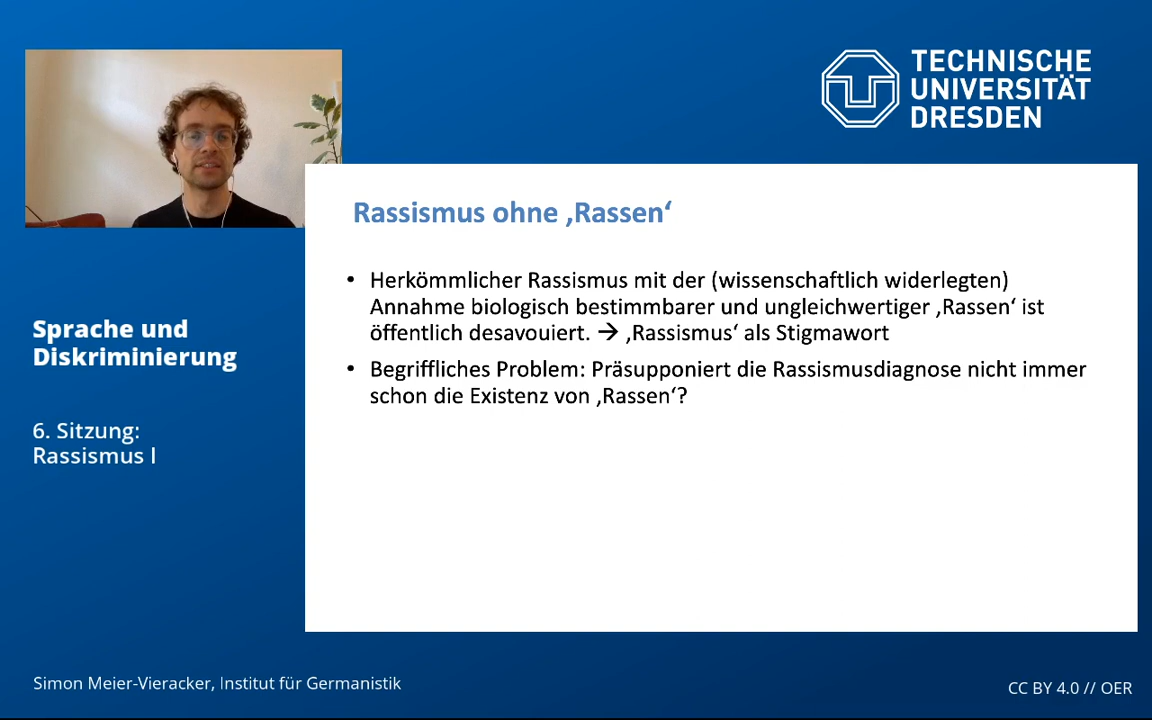 TECHNISCHE
UNIVERSITÄT
DRESDEN
Rassismus ohne ‚Rassen‘
• Herkömmlicher Rassismus mit der (wissenschaftlich widerlegten)
Annahme biologisch bestimmbarer und ungleichwertiger ‚Rassen‘ ist
öffentlich desavouiert. → ‚Rassismus‘ als Stigmawort
• Begriffliches Problem: Präsupponiert die Rassismusdiagnose nicht immer
schon die Existenz von ‚Rassen‘?
Sprache und
Diskriminierung
6. Sitzung:
Rassismus I
Simon Meier-Vieracker, Institut für Germanistik
CC BY 4.0 // OER